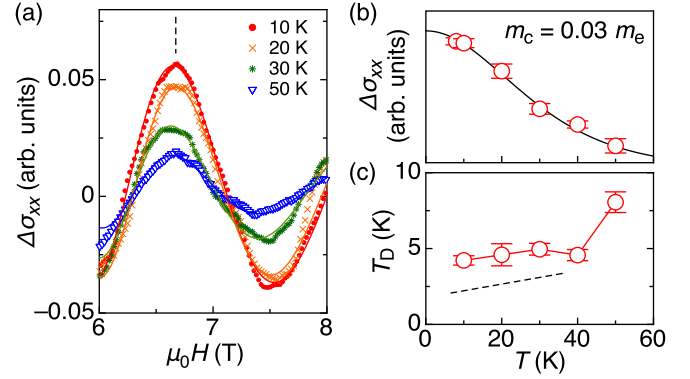 (a)
10 K
20 K
30 K
50 K
0.05
0
−0.05
Δσxx (arb. units)
6
7
8
μ0H (T)
(b)
mc = 0.03 me
Δσxx
(arb. units)
(c)
10
5
0
TD (K)
0
20
40
60
T (K)